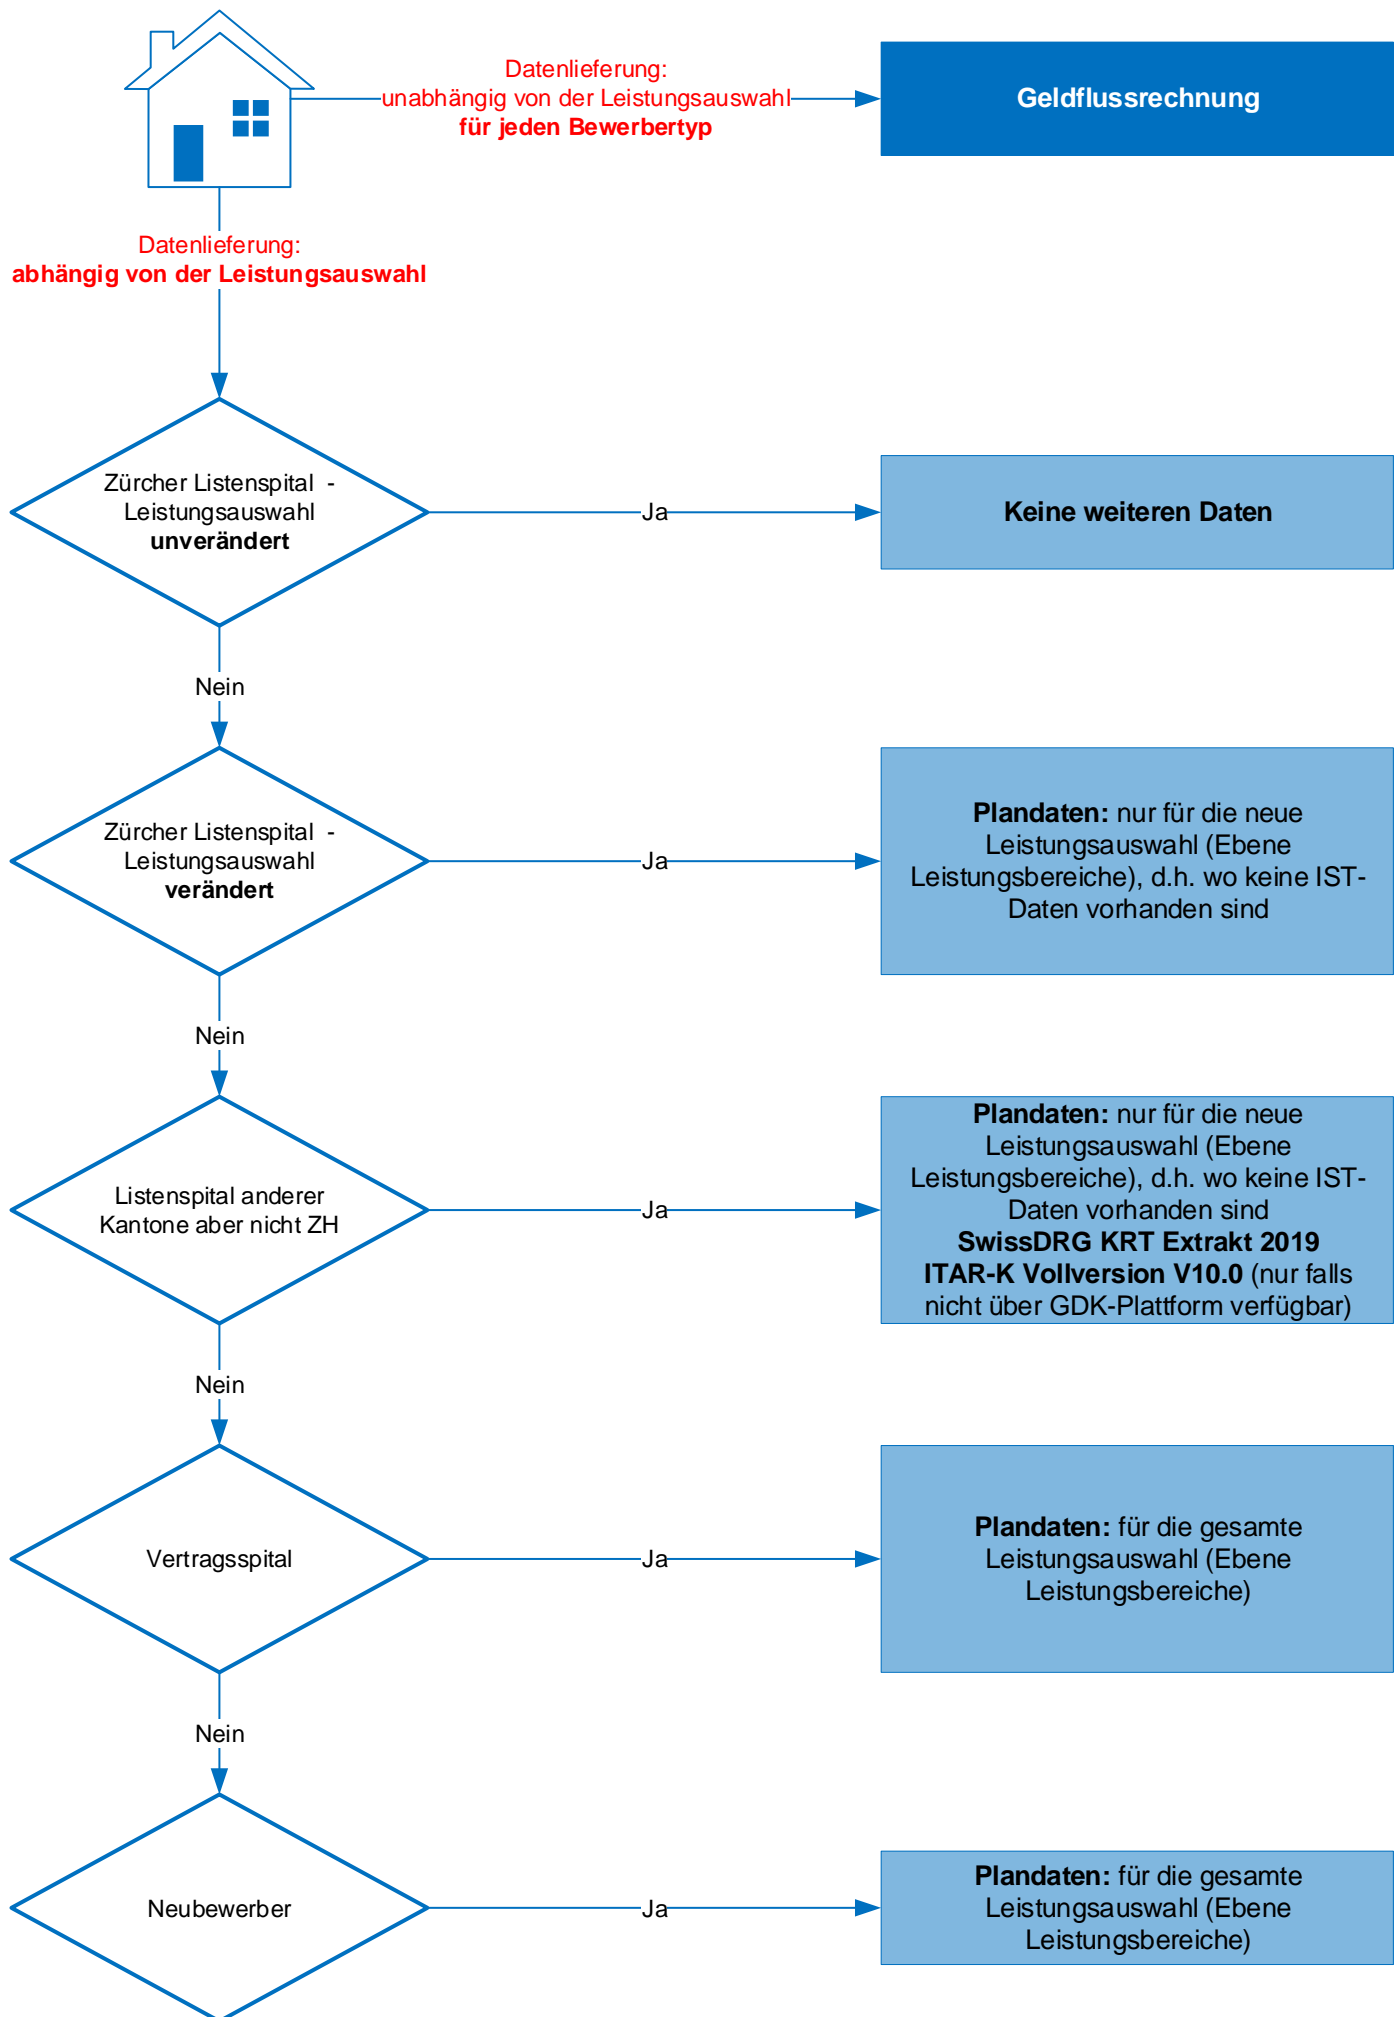 Datenlieferung:
unabhängig von der Leistungsauswahl
für jeden Bewerbertyp
Geldflussrechnung
Datenlieferung:
abhängig von der Leistungsauswahl
Zürcher Listenspital -
Leistungsauswahl
unverändert
Ja
Keine weiteren Daten
Nein
Zürcher Listenspital -
Leistungsauswahl
verändert
Ja
Plandaten: nur für die neue
Leistungsauswahl (Ebene
Leistungsbereiche), d.h. wo keine IST-
Daten vorhanden sind
Nein
Listenspital anderer
Kantone aber nicht ZH
Ja
Plandaten: nur für die neue
Leistungsauswahl (Ebene
Leistungsbereiche), d.h. wo keine IST-
Daten vorhanden sind
SwissDRG KRT Extrakt 2019
ITAR-K Vollversion V10.0 (nur falls
nicht über GDK-Plattform verfügbar)
Nein
Vertragsspital
Ja
Plandaten: für die gesamte
Leistungsauswahl (Ebene
Leistungsbereiche)
Nein
Neubewerber
Ja
Plandaten: für die gesamte
Leistungsauswahl (Ebene
Leistungsbereiche)